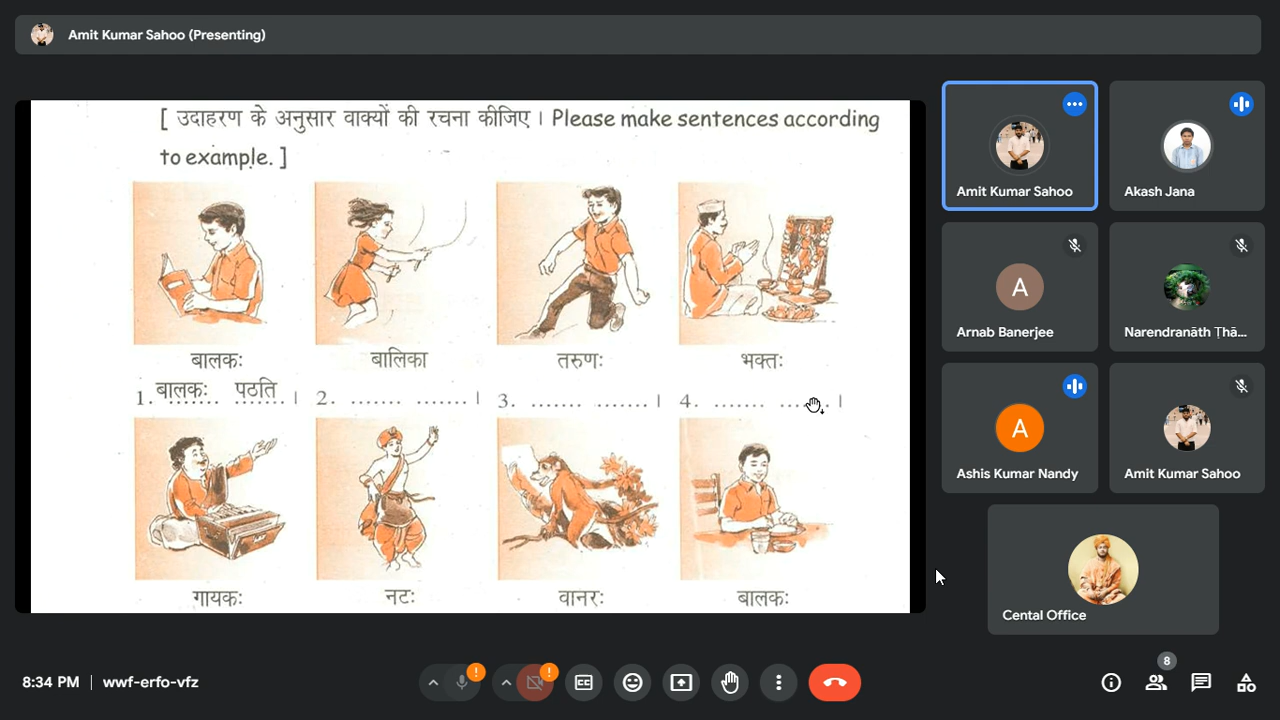 Amit Kumar Sahoo (Presenting)
[ उदाहरण के अनुसार वाक्यों की रचना कीजिए । Please make sentences according
to example. ]
बालकः बालिका तरुणः भक्तः
1. बालकः पठति । 2. ....... ....... । 3. ....... ....... । 4. ....... ....... ।
गायकः नटः वानरः बालकः
Amit Kumar Sahoo
Akash Jana
A
Arnab Banerjee
Narendranāth Ṭhā...
A
Ashis Kumar Nandy
Amit Kumar Sahoo
Cental Office
8:34 PM | wwf-erfo-vfz
8